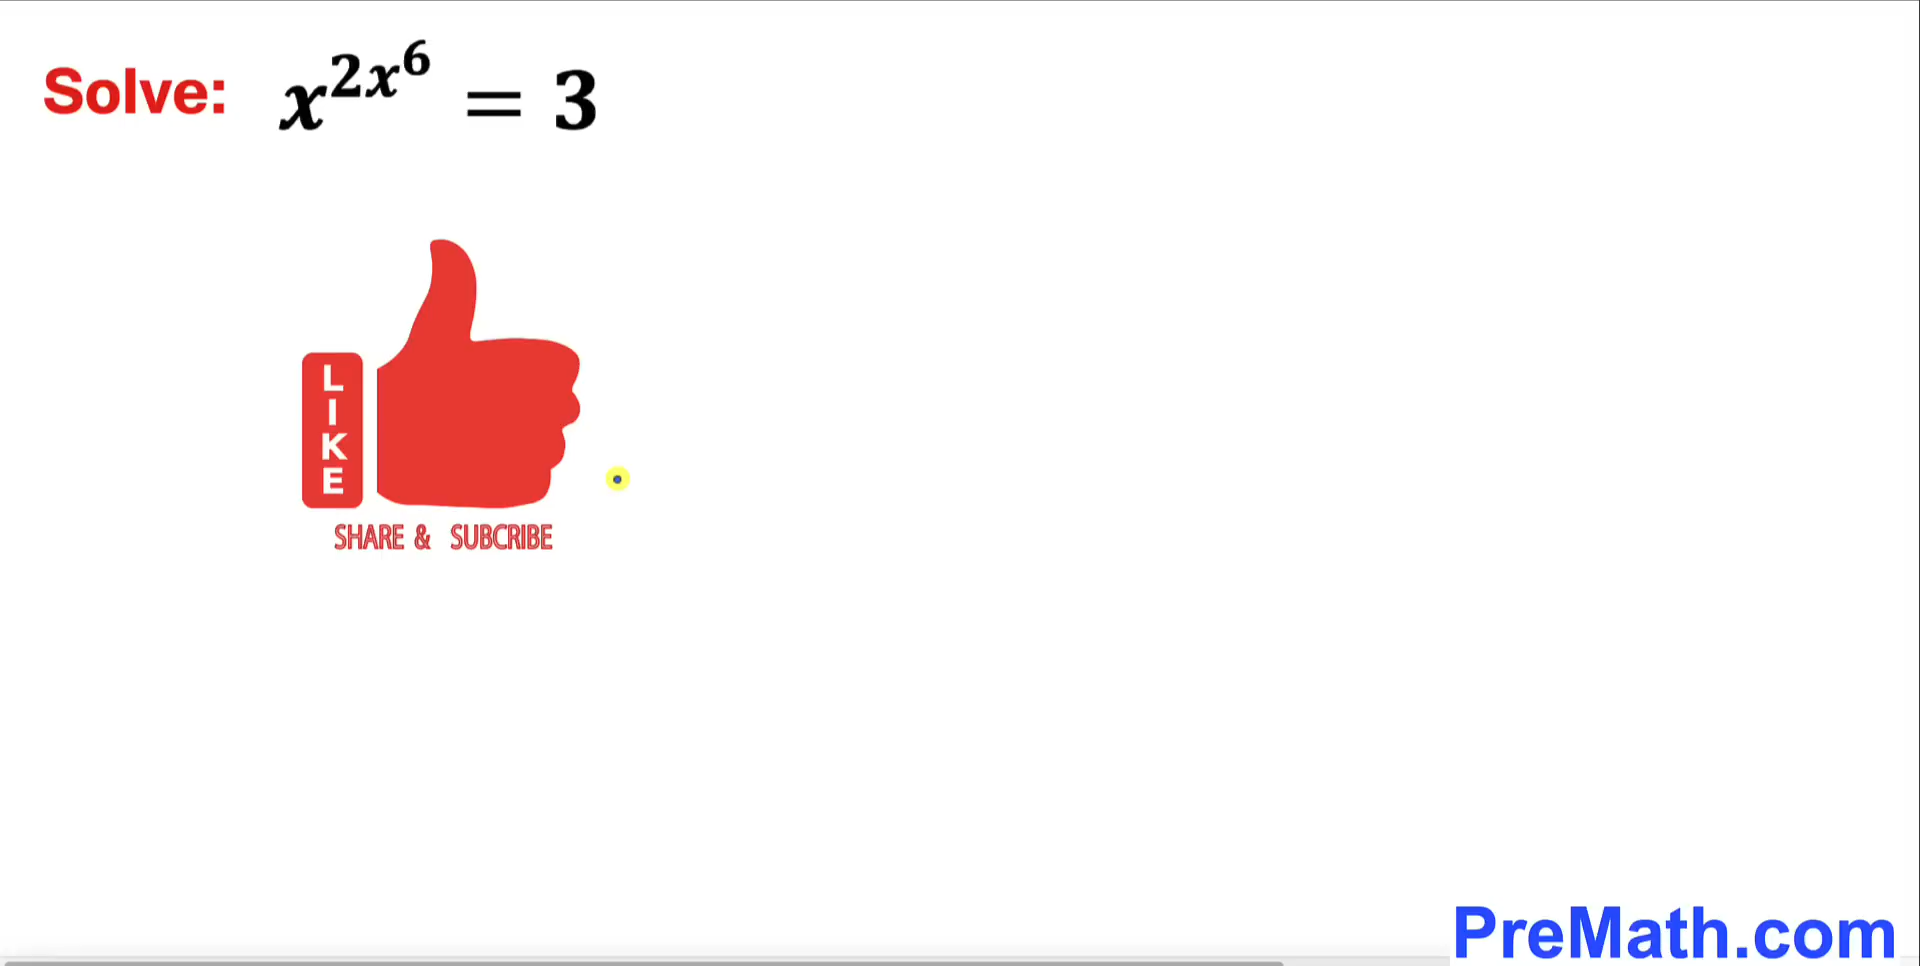 Solve: x^{2x^6} = 3
L
I
K
E
SHARE & SUBCRIBE
PreMath.com